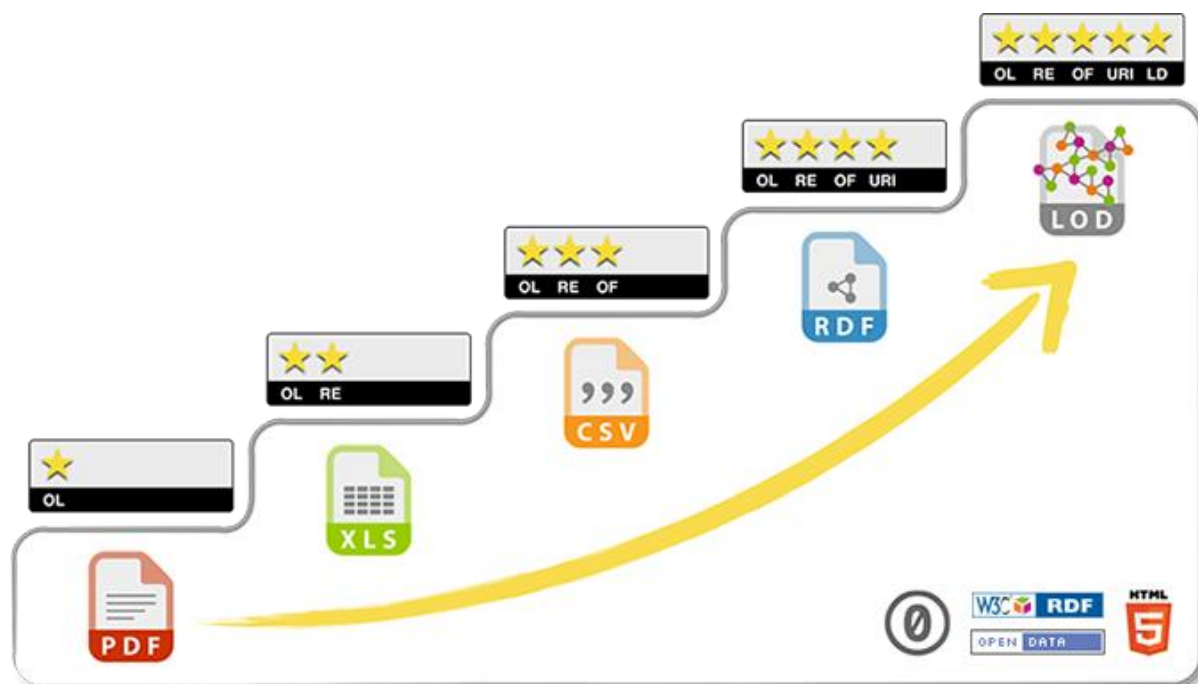 OL RE OF URI LD
LOD
OL RE OF URI
RDF
OL RE OF
CSV
OL RE
XLS
OL
PDF
0
W3C RDF
OPEN DATA
HTML
5